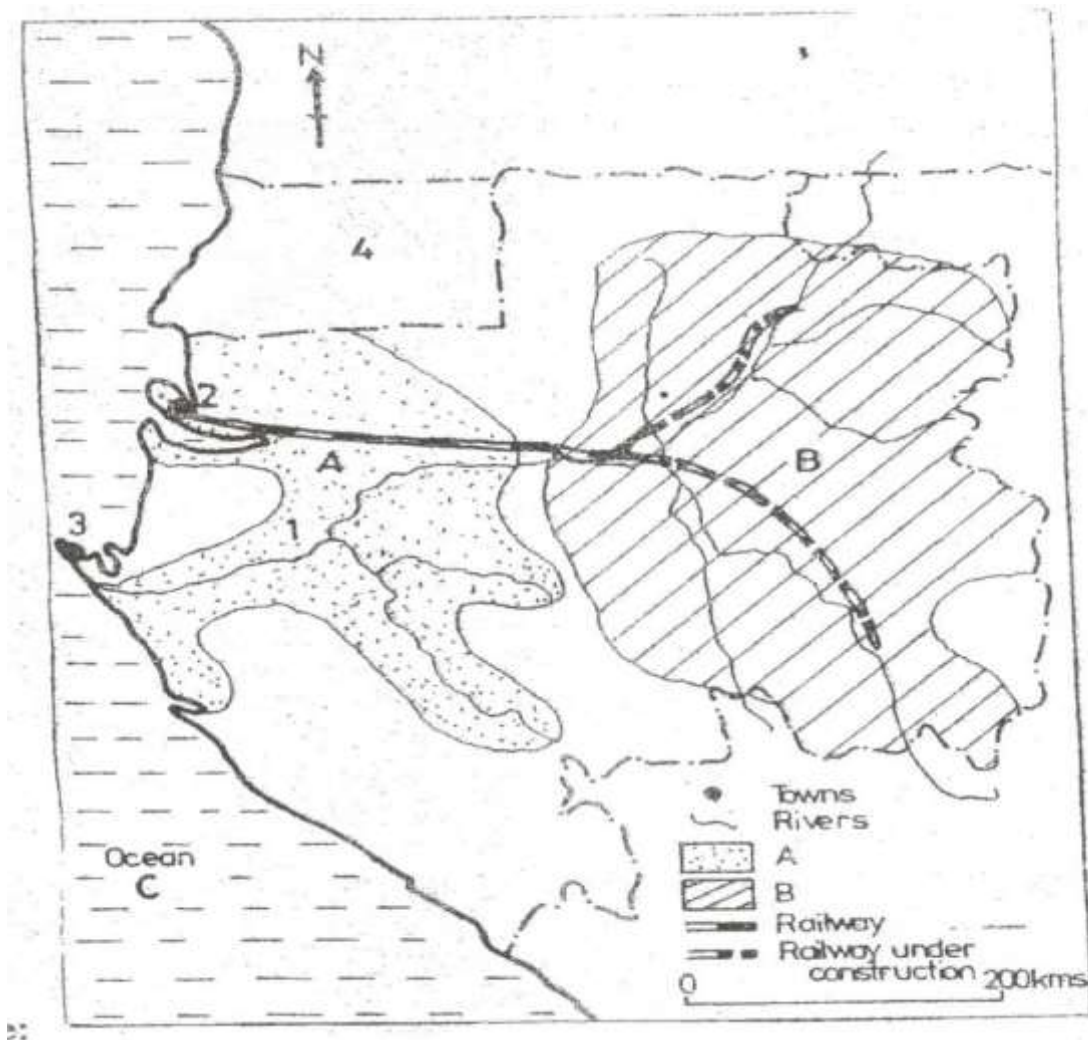 N
4
2
A
B
3
1
Ocean
C
Towns
Rivers
A
B
Railway
Railway under
construction
0 200kms